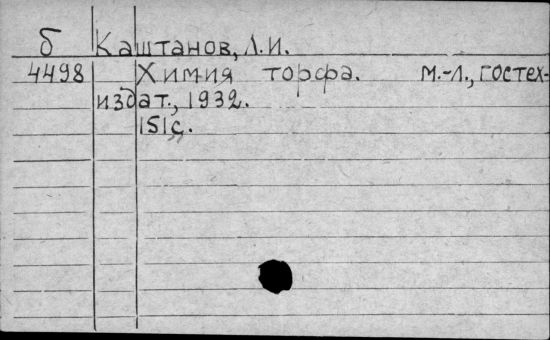 б Каштанов, Л.И.
4498 Химия торфа. М.-Л., Гостех-
издат., 1932.
151с.